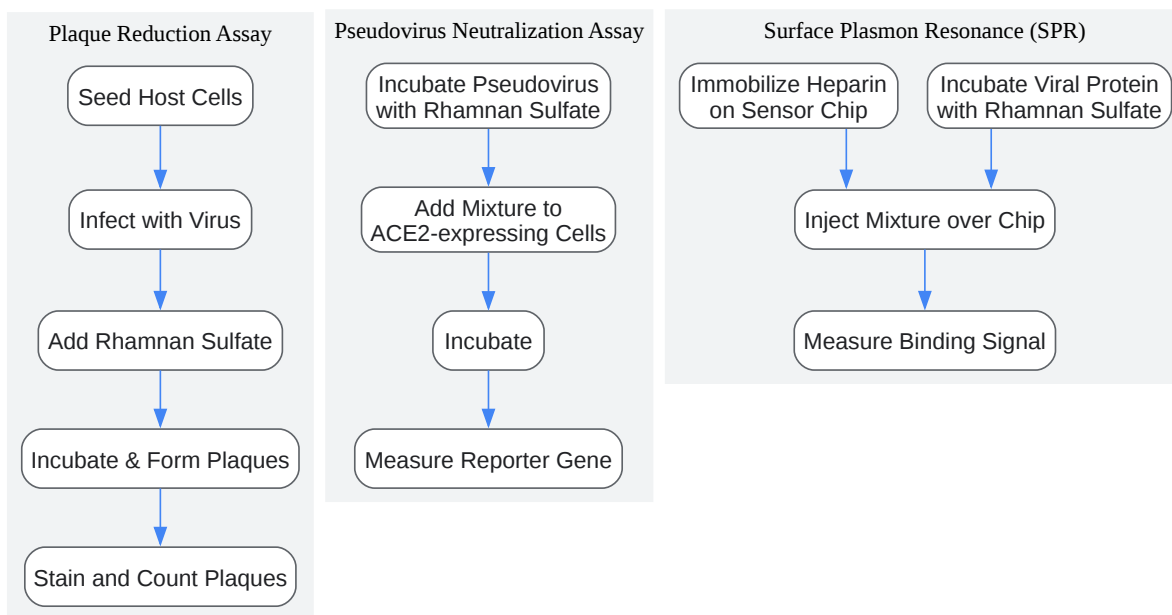 Plaque Reduction Assay
Seed Host Cells
Infect with Virus
Add Rhamnan Sulfate
Incubate & Form Plaques
Stain and Count Plaques
Pseudovirus Neutralization Assay
Incubate Pseudovirus
with Rhamnan Sulfate
Add Mixture to
ACE2-expressing Cells
Incubate
Measure Reporter Gene
Surface Plasmon Resonance (SPR)
Immobilize Heparin
on Sensor Chip
Incubate Viral Protein
with Rhamnan Sulfate
Inject Mixture over Chip
Measure Binding Signal